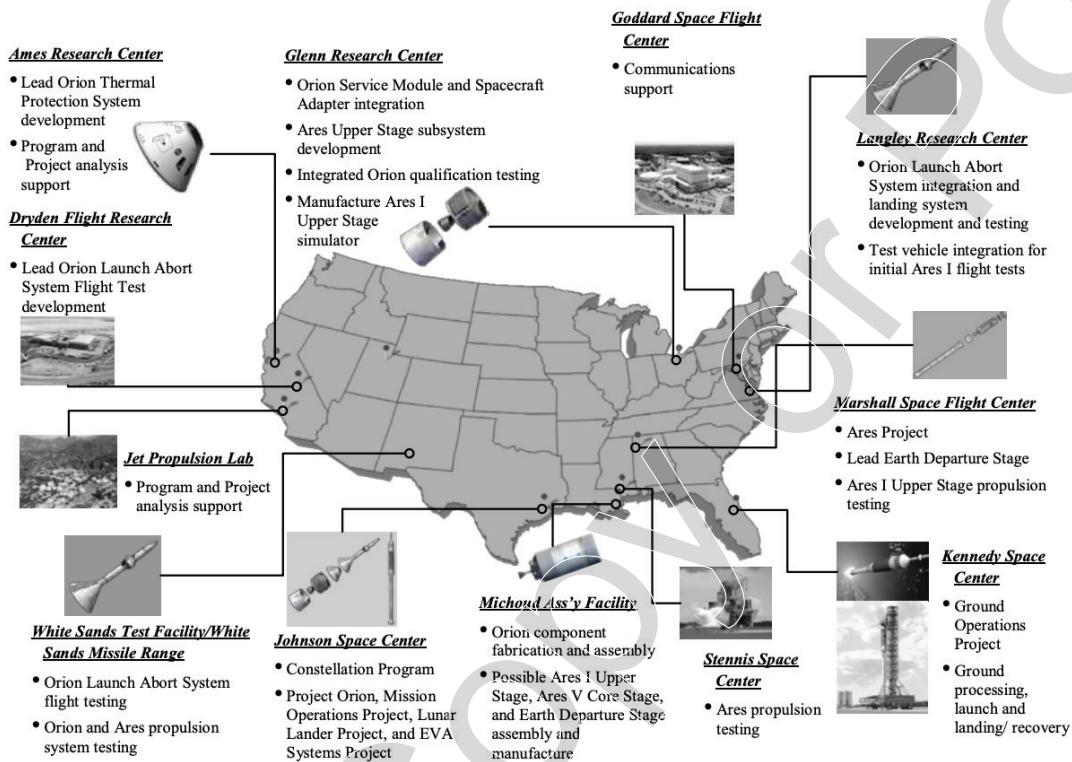 Ames Research Center
• Lead Orion Thermal
Protection System
development
• Program and
Project analysis
support
Dryden Flight Research
Center
• Lead Orion Launch Abort
System Flight Test
development
Glenn Research Center
• Orion Service Module and Spacecraft
Adapter integration
• Ares Upper Stage subsystem
development
• Integrated Orion qualification testing
• Manufacture Ares I
Upper Stage
simulator
Goddard Space Flight
Center
• Communications
support
Langley Research Center
• Orion Launch Abort
System integration and
landing system
development and testing
• Test vehicle integration for
initial Ares I flight tests
Marshall Space Flight Center
• Ares Project
• Lead Earth Departure Stage
• Ares I Upper Stage propulsion
testing
Jet Propulsion Lab
• Program and Project
analysis support
White Sands Test Facility/White
Sands Missile Range
• Orion Launch Abort System
flight testing
• Orion and Ares propulsion
system testing
Johnson Space Center
• Constellation Program
• Project Orion, Mission
Operations Project, Lunar
Lander Project, and EVA
Systems Project
Michoud Ass'y Facility
• Orion component
fabrication and assembly
• Possible Ares I Upper
Stage, Ares V Core Stage,
and Earth Departure Stage
assembly and
manufacture
Stennis Space
Center
• Ares propulsion
testing
Kennedy Space
Center
• Ground
Operations
Project
• Ground
processing,
launch and
landing/ recovery
copy or Po